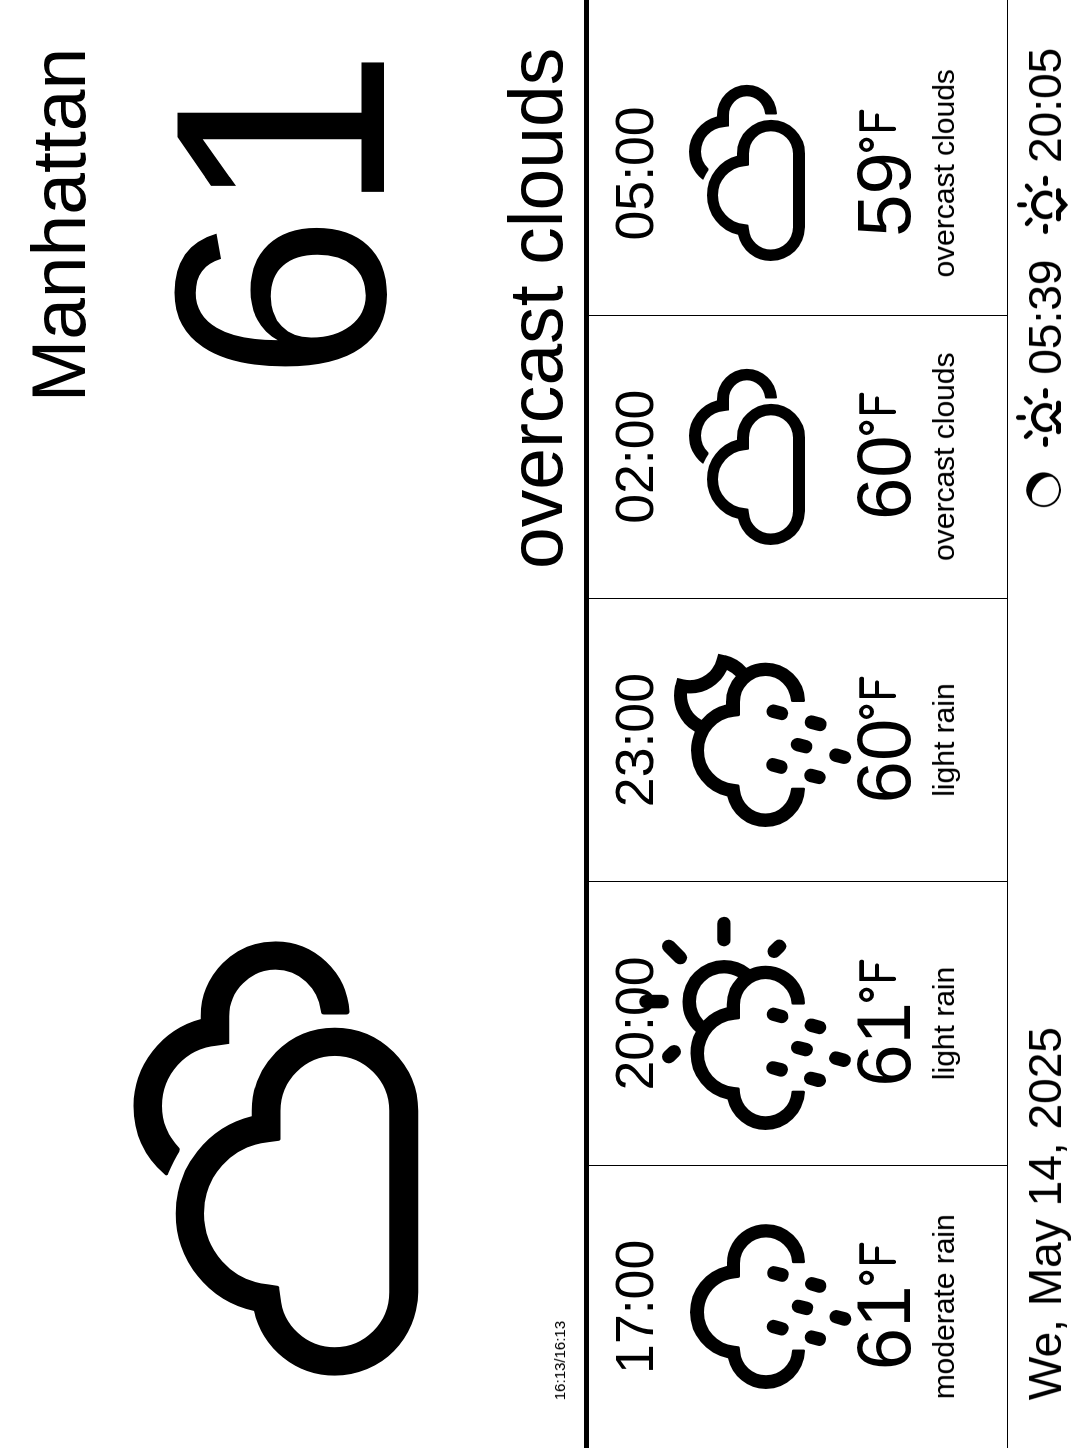 Manhattan
61
overcast clouds
16:13/16:13
17:00
61°F
moderate rain
20:00
61°F
light rain
23:00
60°F
light rain
02:00
60°F
overcast clouds
05:00
59°F
overcast clouds
We, May 14, 2025
05:39
20:05